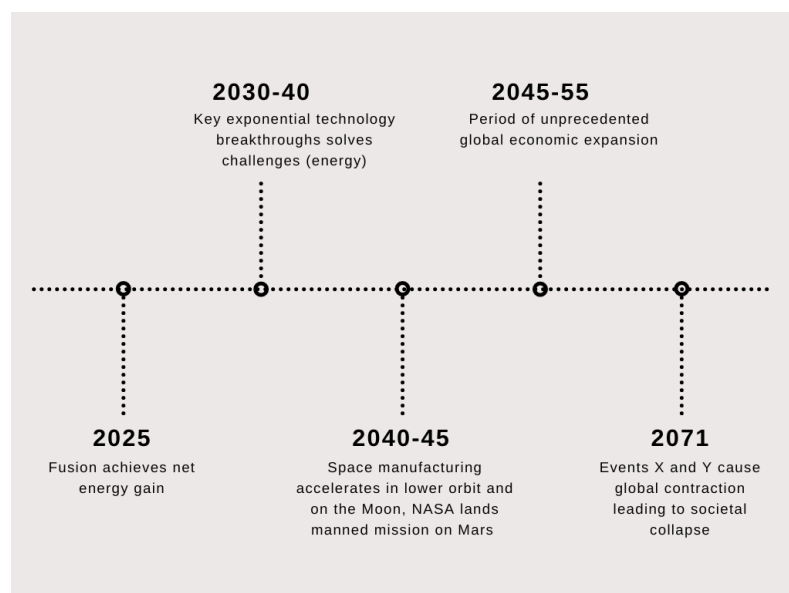 2030-40
Key exponential technology
breakthroughs solves
challenges (energy)
2045-55
Period of unprecedented
global economic expansion
2025
Fusion achieves net
energy gain
2040-45
Space manufacturing
accelerates in lower orbit and
on the Moon, NASA lands
manned mission on Mars
2071
Events X and Y cause
global contraction
leading to societal
collapse